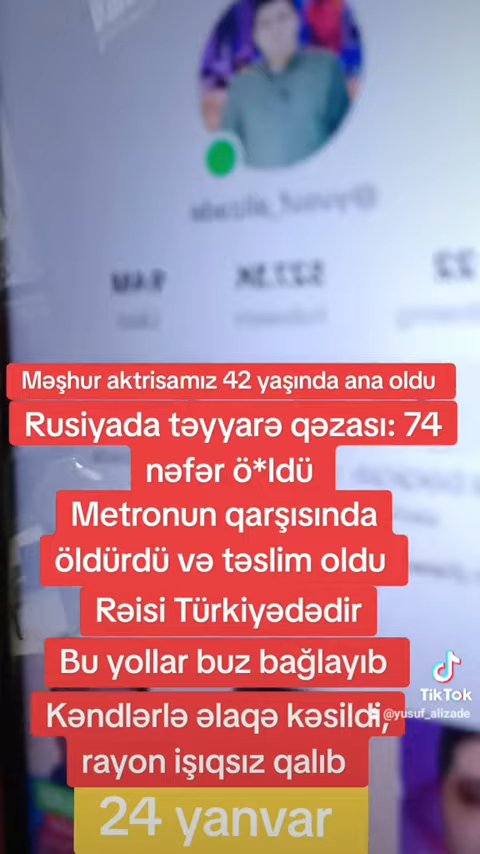 Məşhur aktrisamız 42 yaşında ana oldu
Rusiyada təyyarə qəzası: 74
nəfər ö*ldü
Metronun qarşısında
öldürdü və təslim oldu
Rəisi Türkiyədədir
Bu yollar buz bağlayıb
TikTok
@yusuf_alizade
Kəndlərlə əlaqə kəsildi,
rayon işıqsız qalıb
24 yanvar